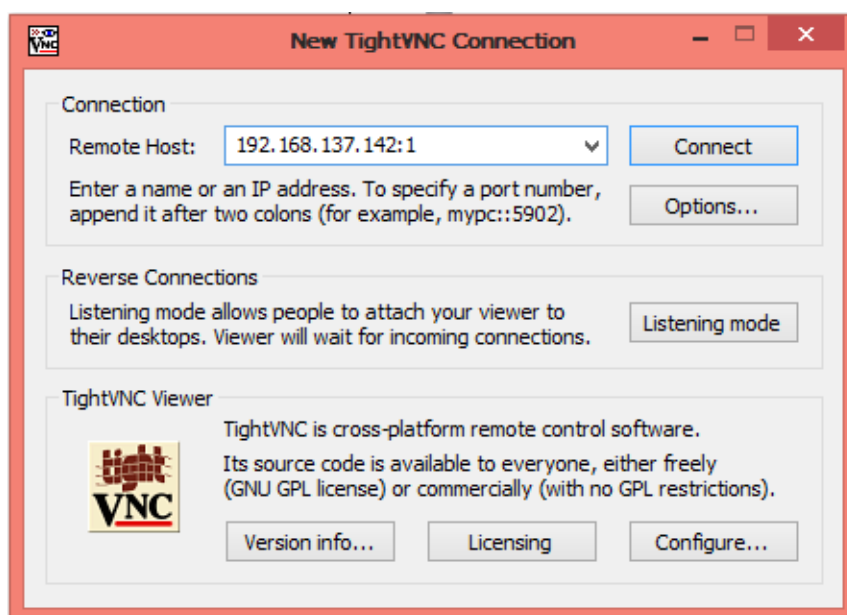 VNC
New TightVNC Connection
Connection
Remote Host: 192.168.137.142:1 Connect
Enter a name or an IP address. To specify a port number,
append it after two colons (for example, mypc::5902).
Options...
Reverse Connections
Listening mode allows people to attach your viewer to
their desktops. Viewer will wait for incoming connections.
Listening mode
TightVNC Viewer
tight
VNC
TightVNC is cross-platform remote control software.
Its source code is available to everyone, either freely
(GNU GPL license) or commercially (with no GPL restrictions).
Version info... Licensing Configure...